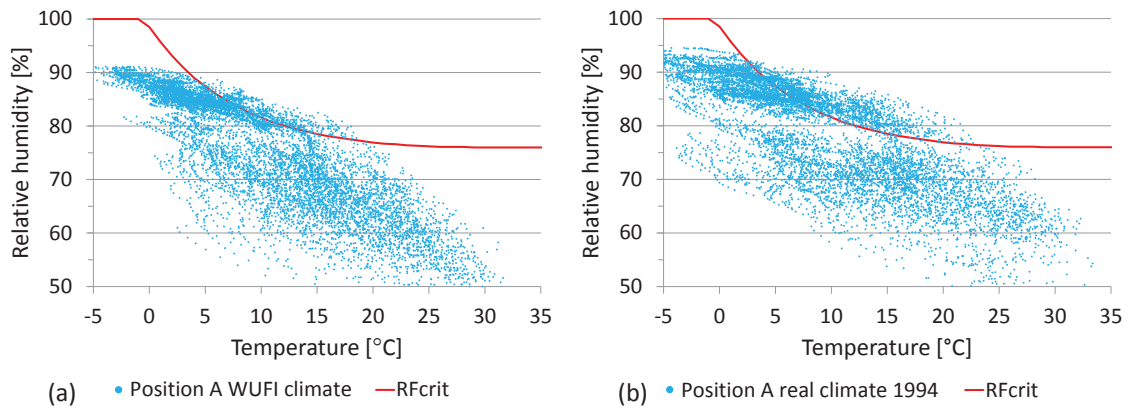 Relative humidity [%]
100
90
80
70
60
50
-5 0 5 10 15 20 25 30 35
Temperature [°C]
(a) Position A WUFI climate RFcrit
Relative humidity [%]
100
90
80
70
60
50
-5 0 5 10 15 20 25 30 35
Temperature [°C]
(b) Position A real climate 1994 RFcrit